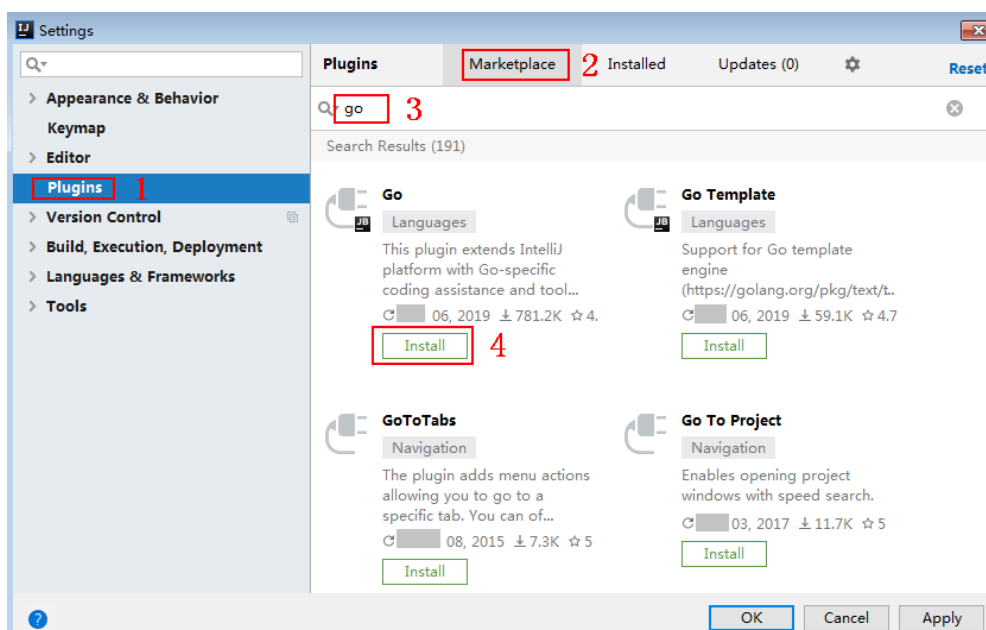 Settings
Plugins Marketplace 2 Installed Updates (0) Reset
Appearance & Behavior
Keymap
Editor
Plugins 1
Version Control
Build, Execution, Deployment
Languages & Frameworks
Tools
go 3
Search Results (191)
Go
Languages
This plugin extends IntelliJ
platform with Go-specific
coding assistance and tool...
06, 2019 781.2K 4.
Install 4
Go Template
Languages
Support for Go template
engine
(https://golang.org/pkg/text/t..
06, 2019 59.1K 4.7
Install
GoToTabs
Navigation
The plugin adds menu actions
allowing you to go to a
specific tab. You can of...
08, 2015 7.3K 5
Install
Go To Project
Navigation
Enables opening project
windows with speed search.
03, 2017 11.7K 5
Install
? OK Cancel Apply